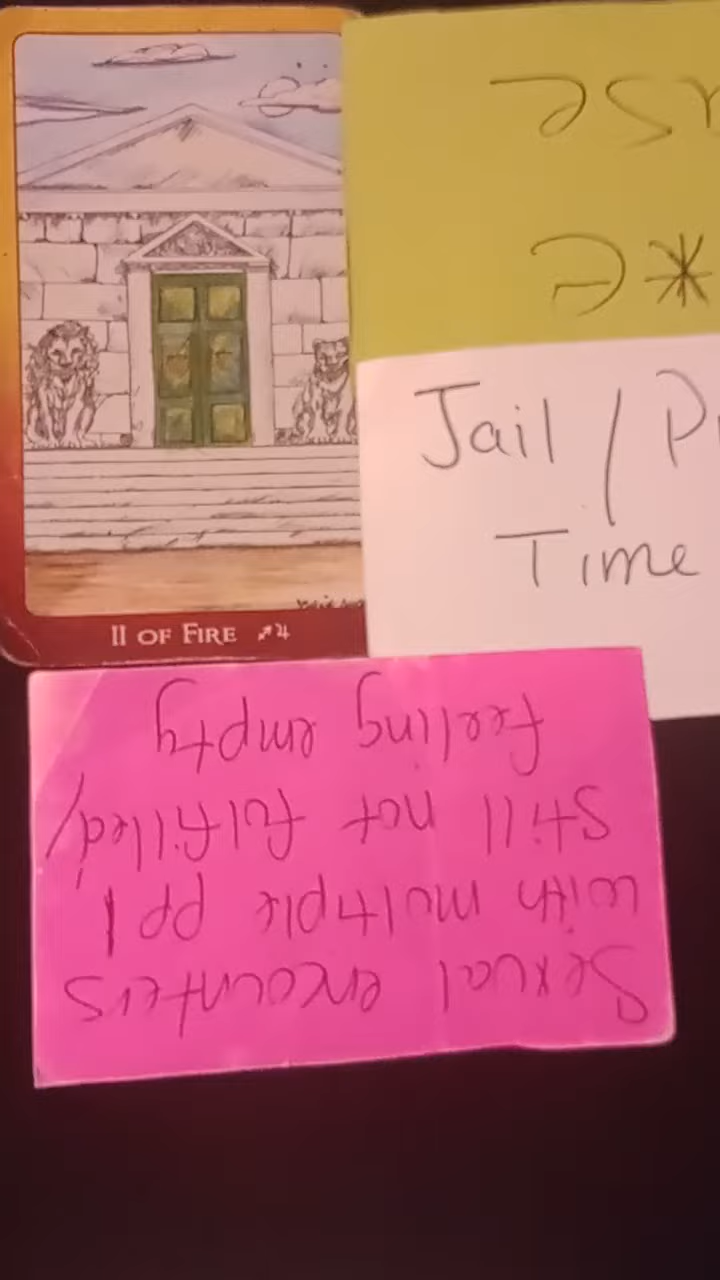 II OF FIRE
Jail /
Time
Sexual encounters
with multiple ppl
Still not fulfilled/
feeling empty